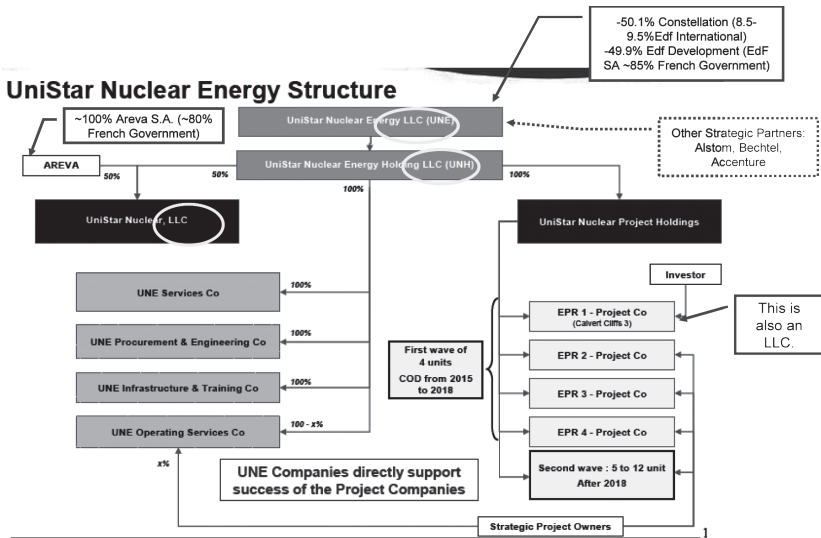 -50.1% Constellation (8.5-
9.5%Edf International)
-49.9% Edf Development (EdF
SA ~85% French Government)
UniStar Nuclear Energy Structure
~100% Areva S.A. (~80%
French Government)
UniStar Nuclear Energy LLC (UNE)
Other Strategic Partners:
Alstom, Bechtel,
Accenture
AREVA
50%
50%
UniStar Nuclear Energy Holding LLC (UNH)
100%
100%
UniStar Nuclear, LLC
UniStar Nuclear Project Holdings
Investor
UNE Services Co
100%
EPR 1 - Project Co
(Calvert Cliffs 3)
This is
also an
LLC.
UNE Procurement & Engineering Co
100%
First wave of
4 units
COD from 2015
to 2018
EPR 2 - Project Co
UNE Infrastructure & Training Co
100%
EPR 3 - Project Co
UNE Operating Services Co
100 - x%
EPR 4 - Project Co
x%
UNE Companies directly support
success of the Project Companies
Second wave : 5 to 12 unit
After 2018
Strategic Project Owners
1